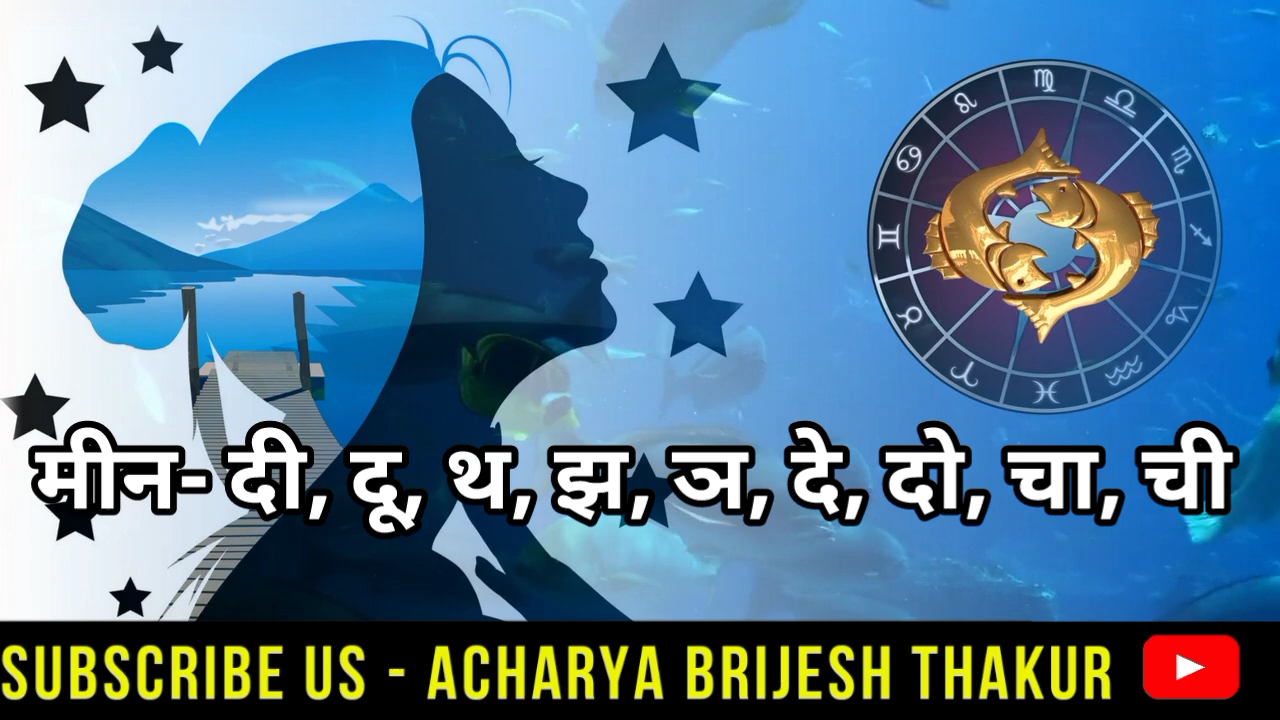 मीन- दी, दू, थ, झ, ञ, दे, दो, चा, ची
SUBSCRIBE US - ACHARYA BRIJESH THAKUR